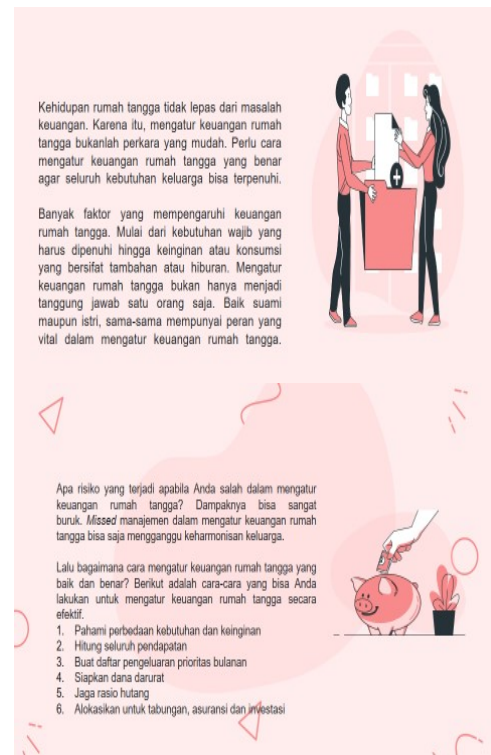 Kehidupan rumah tangga tidak lepas dari masalah
keuangan. Karena itu, mengatur keuangan rumah
tangga bukanlah perkara yang mudah. Perlu cara
mengatur keuangan rumah tangga yang benar
agar seluruh kebutuhan keluarga bisa terpenuhi.
Banyak faktor yang mempengaruhi keuangan
rumah tangga. Mulai dari kebutuhan wajib yang
harus dipenuhi hingga keinginan atau konsumsi
yang bersifat tambahan atau hiburan. Mengatur
keuangan rumah tangga bukan hanya menjadi
tanggung jawab satu orang saja. Baik suami
maupun istri, sama-sama mempunyai peran yang
vital dalam mengatur keuangan rumah tangga.
Apa risiko yang terjadi apabila Anda salah dalam mengatur
keuangan rumah tangga? Dampaknya bisa sangat
buruk. Missed manajemen dalam mengatur keuangan rumah
tangga bisa saja mengganggu keharmonisan keluarga.
Lalu bagaimana cara mengatur keuangan rumah tangga yang
baik dan benar? Berikut adalah cara-cara yang bisa Anda
lakukan untuk mengatur keuangan rumah tangga secara
efektif.
1. Pahami perbedaan kebutuhan dan keinginan
2. Hitung seluruh pendapatan
3. Buat daftar pengeluaran prioritas bulanan
4. Siapkan dana darurat
5. Jaga rasio hutang
6. Alokasikan untuk tabungan, asuransi dan investasi